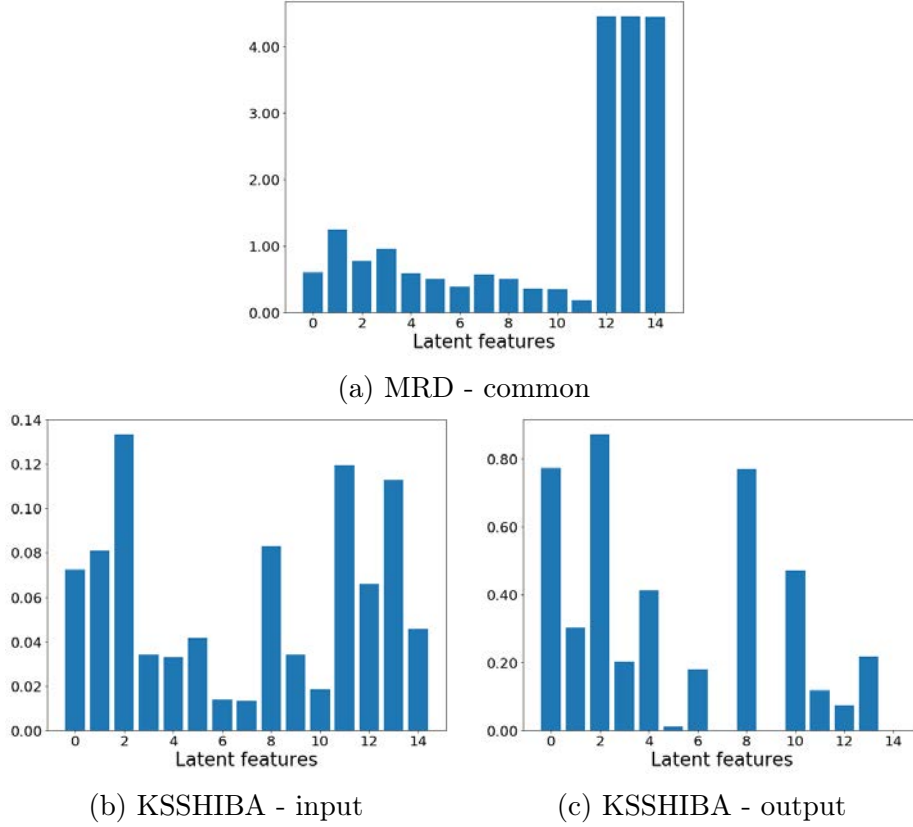 4.00
3.00
2.00
1.00
0.00
0 2 4 6 8 10 12 14
Latent features
(a) MRD - common
0.14
0.12
0.10
0.08
0.06
0.04
0.02
0.00
0 2 4 6 8 10 12 14
Latent features
(b) KSSHIBA - input
0.80
0.60
0.40
0.20
0.00
0 2 4 6 8 10 12 14
Latent features
(c) KSSHIBA - output